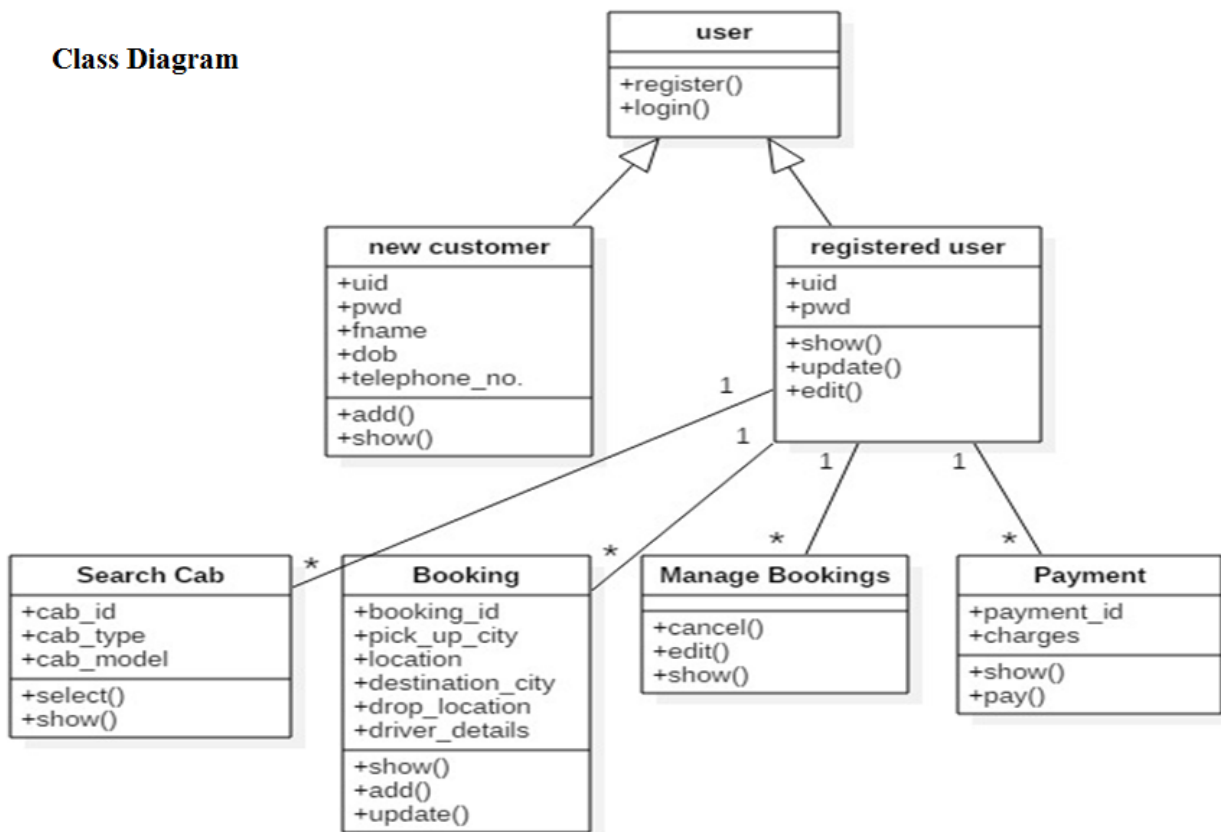 Class Diagram
user
+register()
+login()
new customer
+uid
+pwd
+fname
+dob
+telephone_no.
+add()
+show()
registered user
+uid
+pwd
+show()
+update()
+edit()
1
1
1
1
*
*
*
*
Search Cab
+cab_id
+cab_type
+cab_model
+select()
+show()
Booking
+booking_id
+pick_up_city
+location
+destination_city
+drop_location
+driver_details
+show()
+add()
+update()
Manage Bookings
+cancel()
+edit()
+show()
Payment
+payment_id
+charges
+show()
+pay()